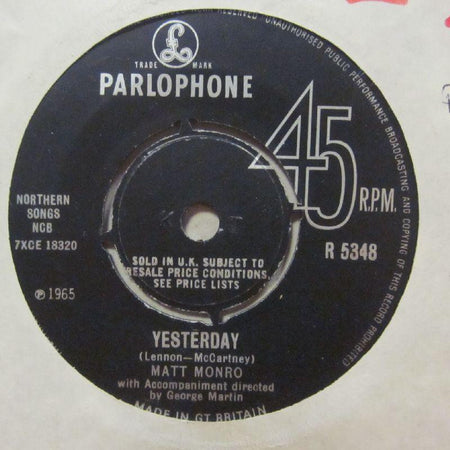 RESERVED UNAUTHORISED PUBLIC PERFORMANCE BROADCASTING AND COPYING OF THIS RECORD PROHIBITED
£
TRADE MARK
PARLOPHONE
45
R.P.M.
NORTHERN
SONGS
NCB
7XCE 18320
R 5348
SOLD IN U.K. SUBJECT TO
RESALE PRICE CONDITIONS,
SEE PRICE LISTS
℗ 1965
YESTERDAY
(Lennon—McCartney)
MATT MONRO
with Accompaniment directed
by George Martin
MADE IN GT BRITAIN